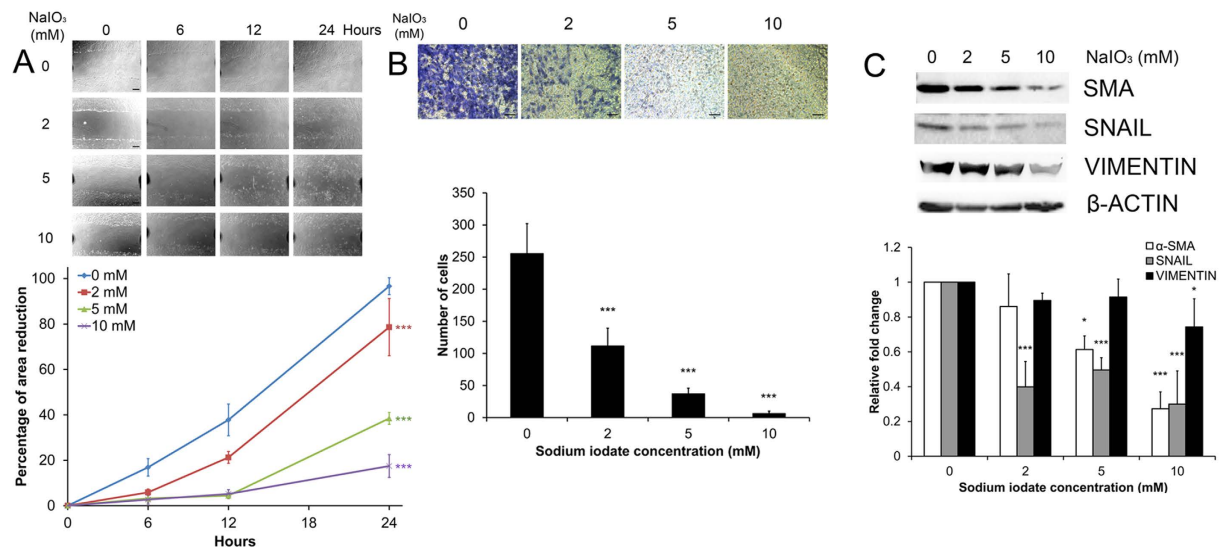 NaIO₃
(mM)
0 6 12 24 Hours
A
0
2
5
10
100
80
60
40
20
0
0 6 12 18 24
Percentage of area reduction
Hours
0 mM
2 mM
5 mM
10 mM
***
***
***
NaIO₃
(mM)
0 2 5 10
B
350
300
250
200
150
100
50
0
Number of cells
***
***
***
0 2 5 10
Sodium iodate concentration (mM)
C
0 2 5 10 NaIO₃ (mM)
SMA
SNAIL
VIMENTIN
β-ACTIN
1.2
1
0.8
0.6
0.4
0.2
0
Relative fold change
α-SMA
SNAIL
VIMENTIN
***
*
***
***
***
*
0 2 5 10
Sodium iodate concentration (mM)